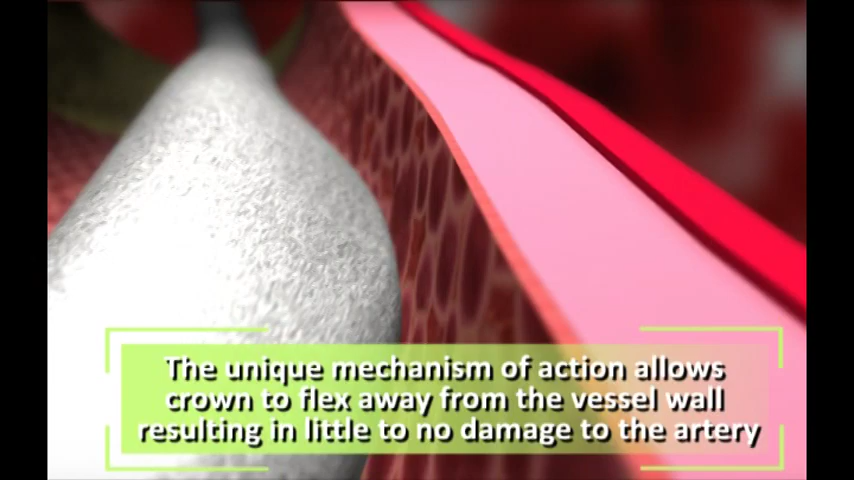 The unique mechanism of action allows
crown to flex away from the vessel wall
resulting in little to no damage to the artery